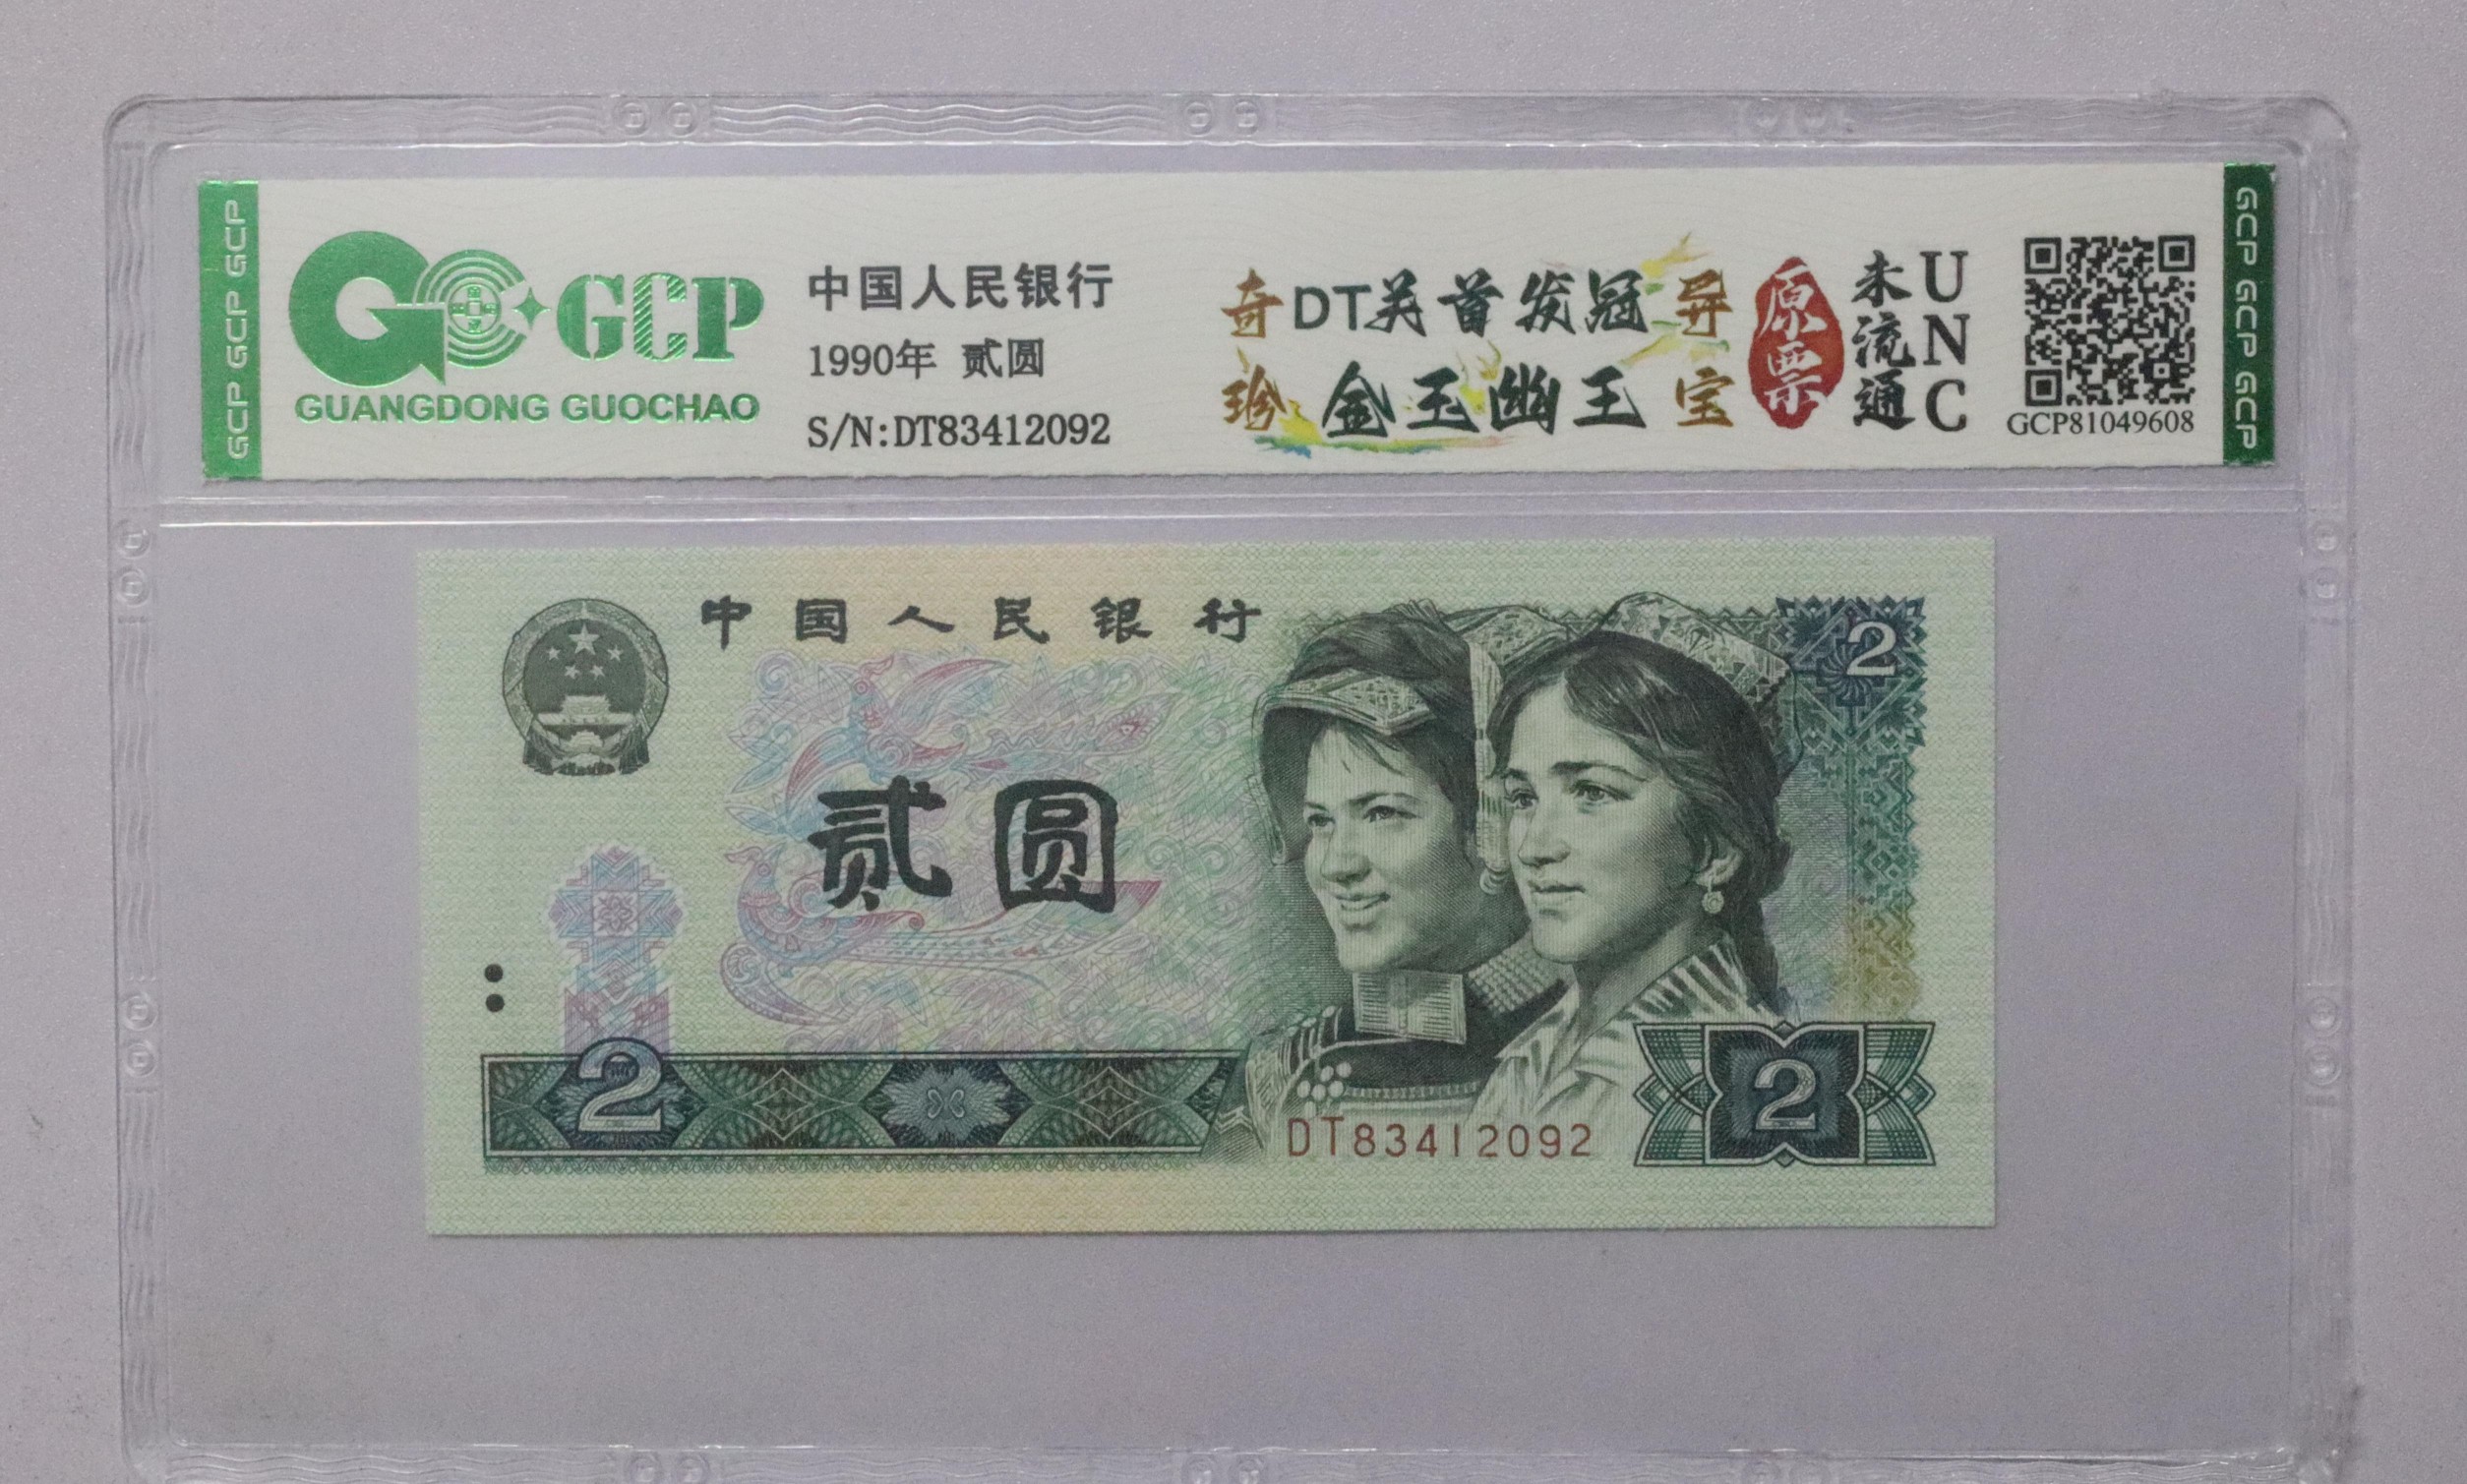 GCP GCP GCP
GCP
GUANGDONG GUOCHAO
中国人民银行
1990年 贰圆
S/N:DT83412092
奇珍
DT关首发冠
金玉幽王
异宝
原票
未流通
UNC
GCP81049608
GCP GCP GCP
中国人民银行
2
贰圆
2
DT83412092
2